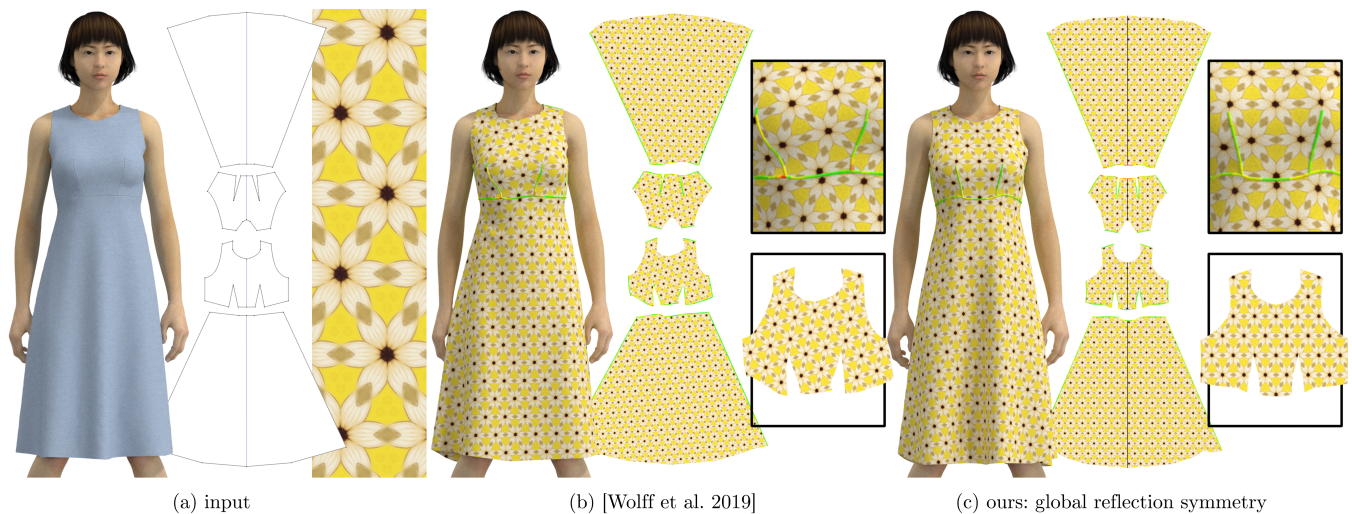 (a) input
(b) [Wolff et al. 2019]
(c) ours: global reflection symmetry